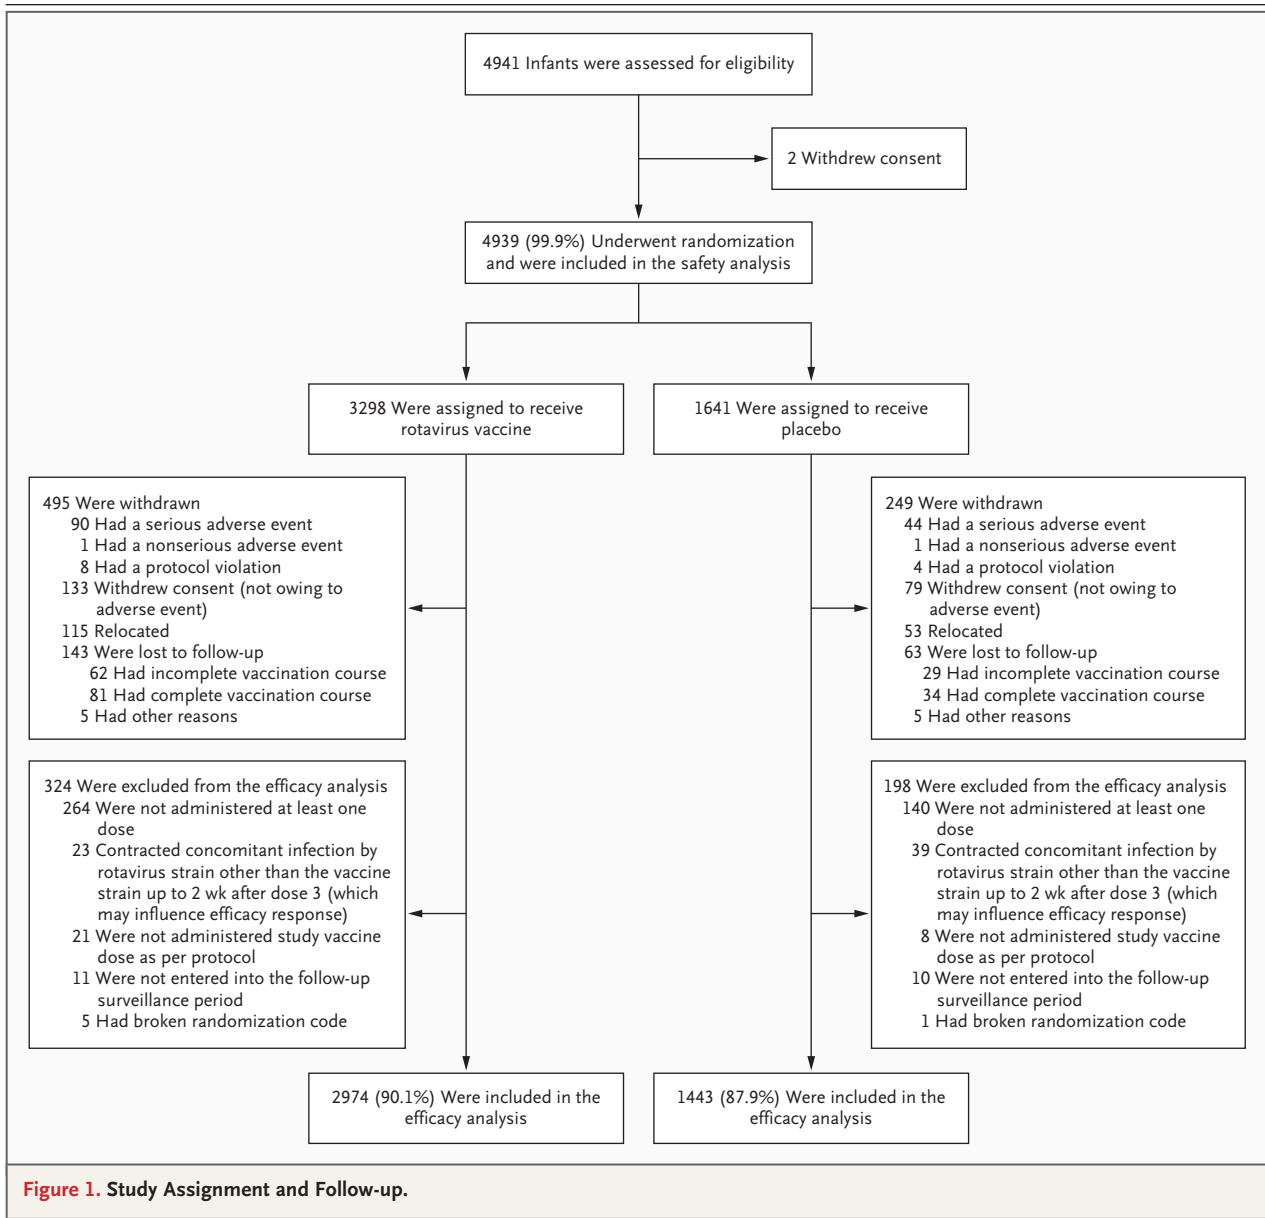 4941 Infants were assessed for eligibility
2 Withdrew consent
4939 (99.9%) Underwent randomization
and were included in the safety analysis
3298 Were assigned to receive
rotavirus vaccine
1641 Were assigned to receive
placebo
495 Were withdrawn
90 Had a serious adverse event
1 Had a nonserious adverse event
8 Had a protocol violation
133 Withdrew consent (not owing to
adverse event)
115 Relocated
143 Were lost to follow-up
62 Had incomplete vaccination course
81 Had complete vaccination course
5 Had other reasons
249 Were withdrawn
44 Had a serious adverse event
1 Had a nonserious adverse event
4 Had a protocol violation
79 Withdrew consent (not owing to
adverse event)
53 Relocated
63 Were lost to follow-up
29 Had incomplete vaccination course
34 Had complete vaccination course
5 Had other reasons
324 Were excluded from the efficacy analysis
264 Were not administered at least one
dose
23 Contracted concomitant infection by
rotavirus strain other than the vaccine
strain up to 2 wk after dose 3 (which
may influence efficacy response)
21 Were not administered study vaccine
dose as per protocol
11 Were not entered into the follow-up
surveillance period
5 Had broken randomization code
198 Were excluded from the efficacy analysis
140 Were not administered at least one
dose
39 Contracted concomitant infection by
rotavirus strain other than the vaccine
strain up to 2 wk after dose 3 (which
may influence efficacy response)
8 Were not administered study vaccine
dose as per protocol
10 Were not entered into the follow-up
surveillance period
1 Had broken randomization code
2974 (90.1%) Were included in the
efficacy analysis
1443 (87.9%) Were included in the
efficacy analysis
Figure 1. Study Assignment and Follow-up.